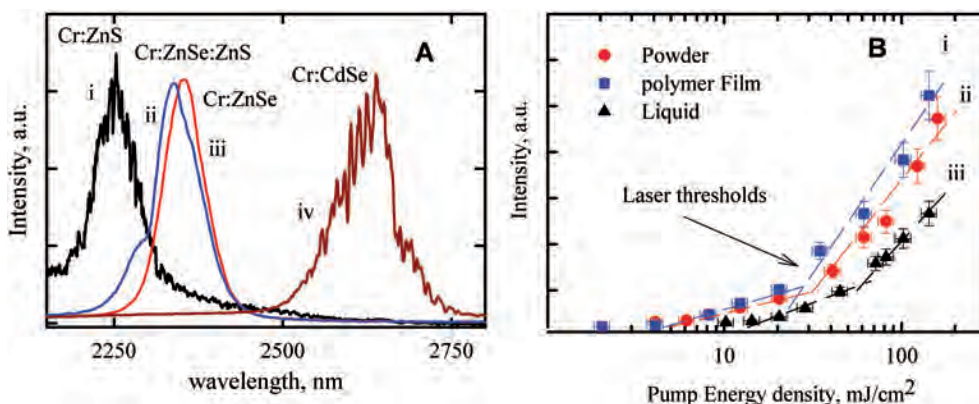 Cr:ZnS
Cr:ZnSe:ZnS
A
Cr:CdSe
i
ii
Cr:ZnSe
iii
iv
Intensity, a.u.
2250
2500
2750
wavelength, nm
B
i
Powder
polymer Film
Liquid
ii
iii
Laser thresholds
Intensity, a.u.
10
100
Pump Energy density, mJ/cm²